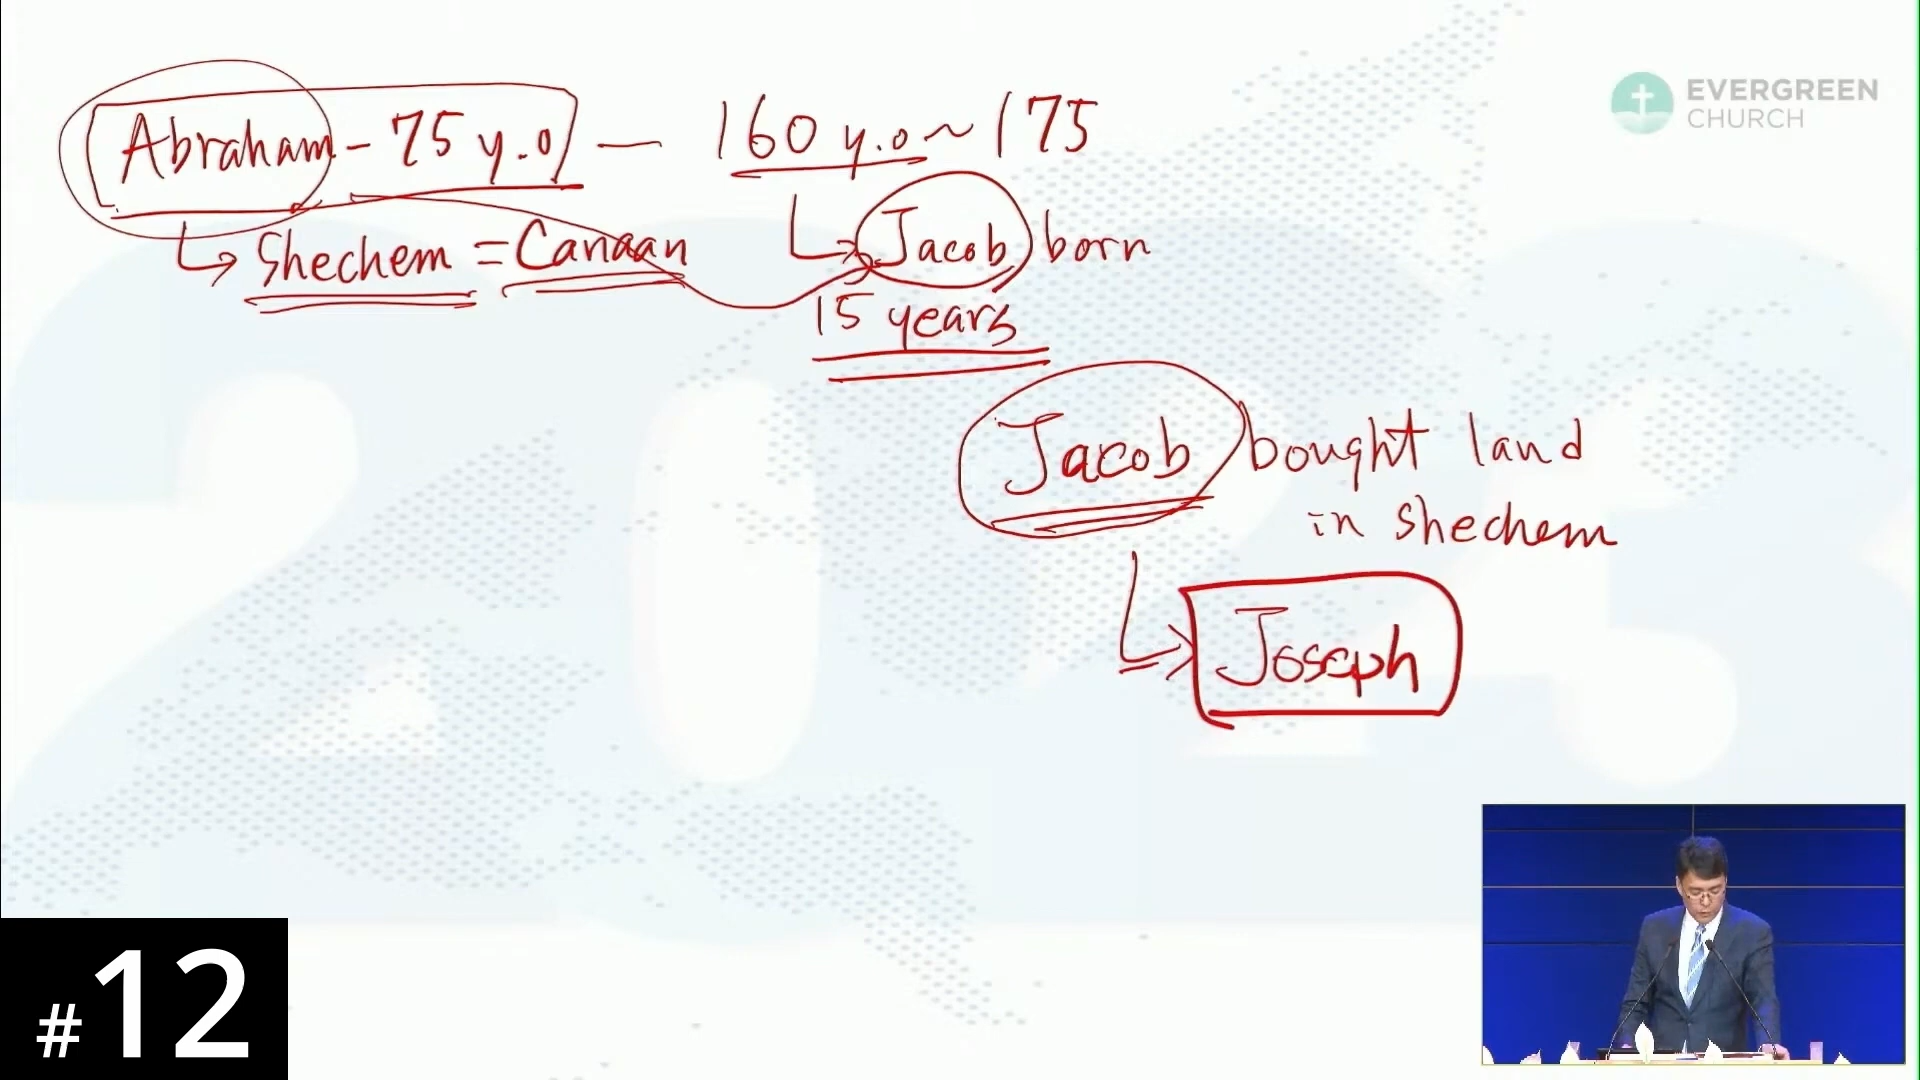 EVERGREEN
CHURCH
Abraham - 75 y.o — 160 y.o ~ 175
Shechem = Canaan
Jacob born
15 years
Jacob bought land
in shechem
Joseph
2023
#12